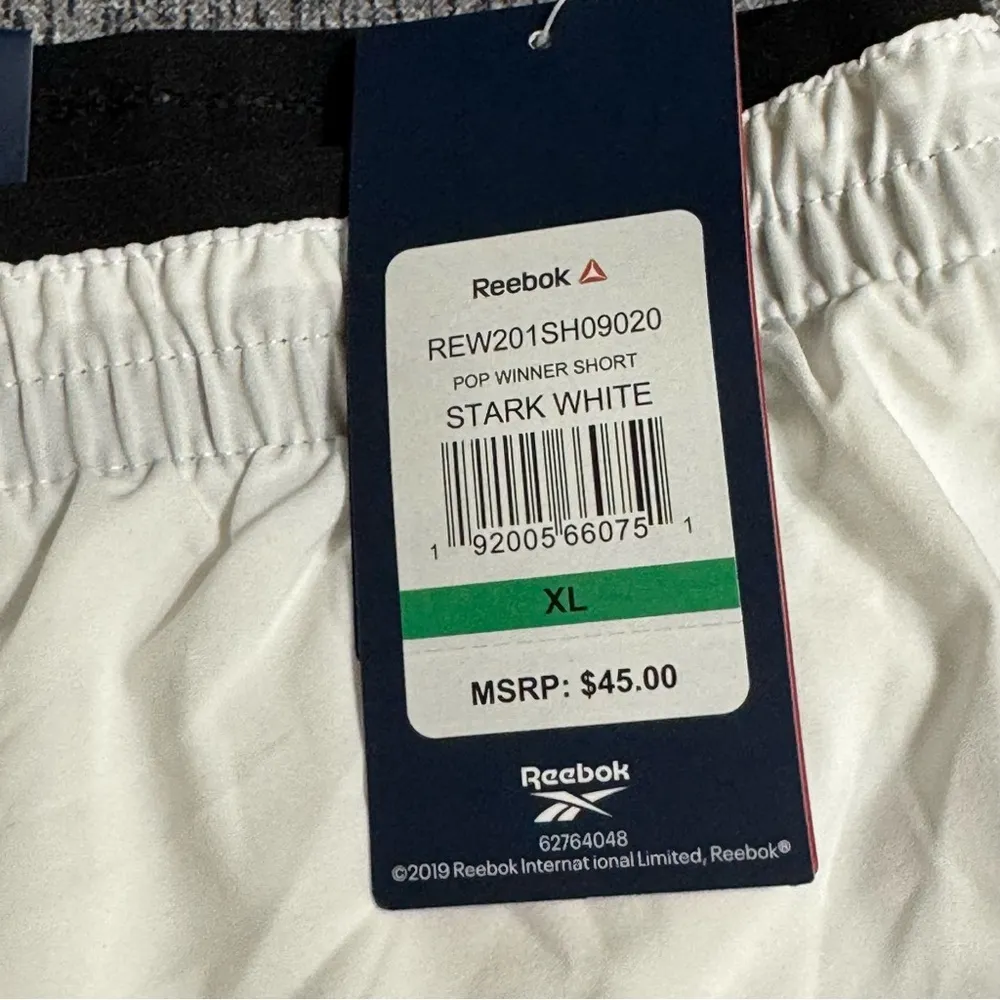 Reebok
REW201SH09020
POP WINNER SHORT
STARK WHITE
1 92005 66075 1
XL
MSRP: $45.00
Reebok
62764048
©2019 Reebok International Limited, Reebok®